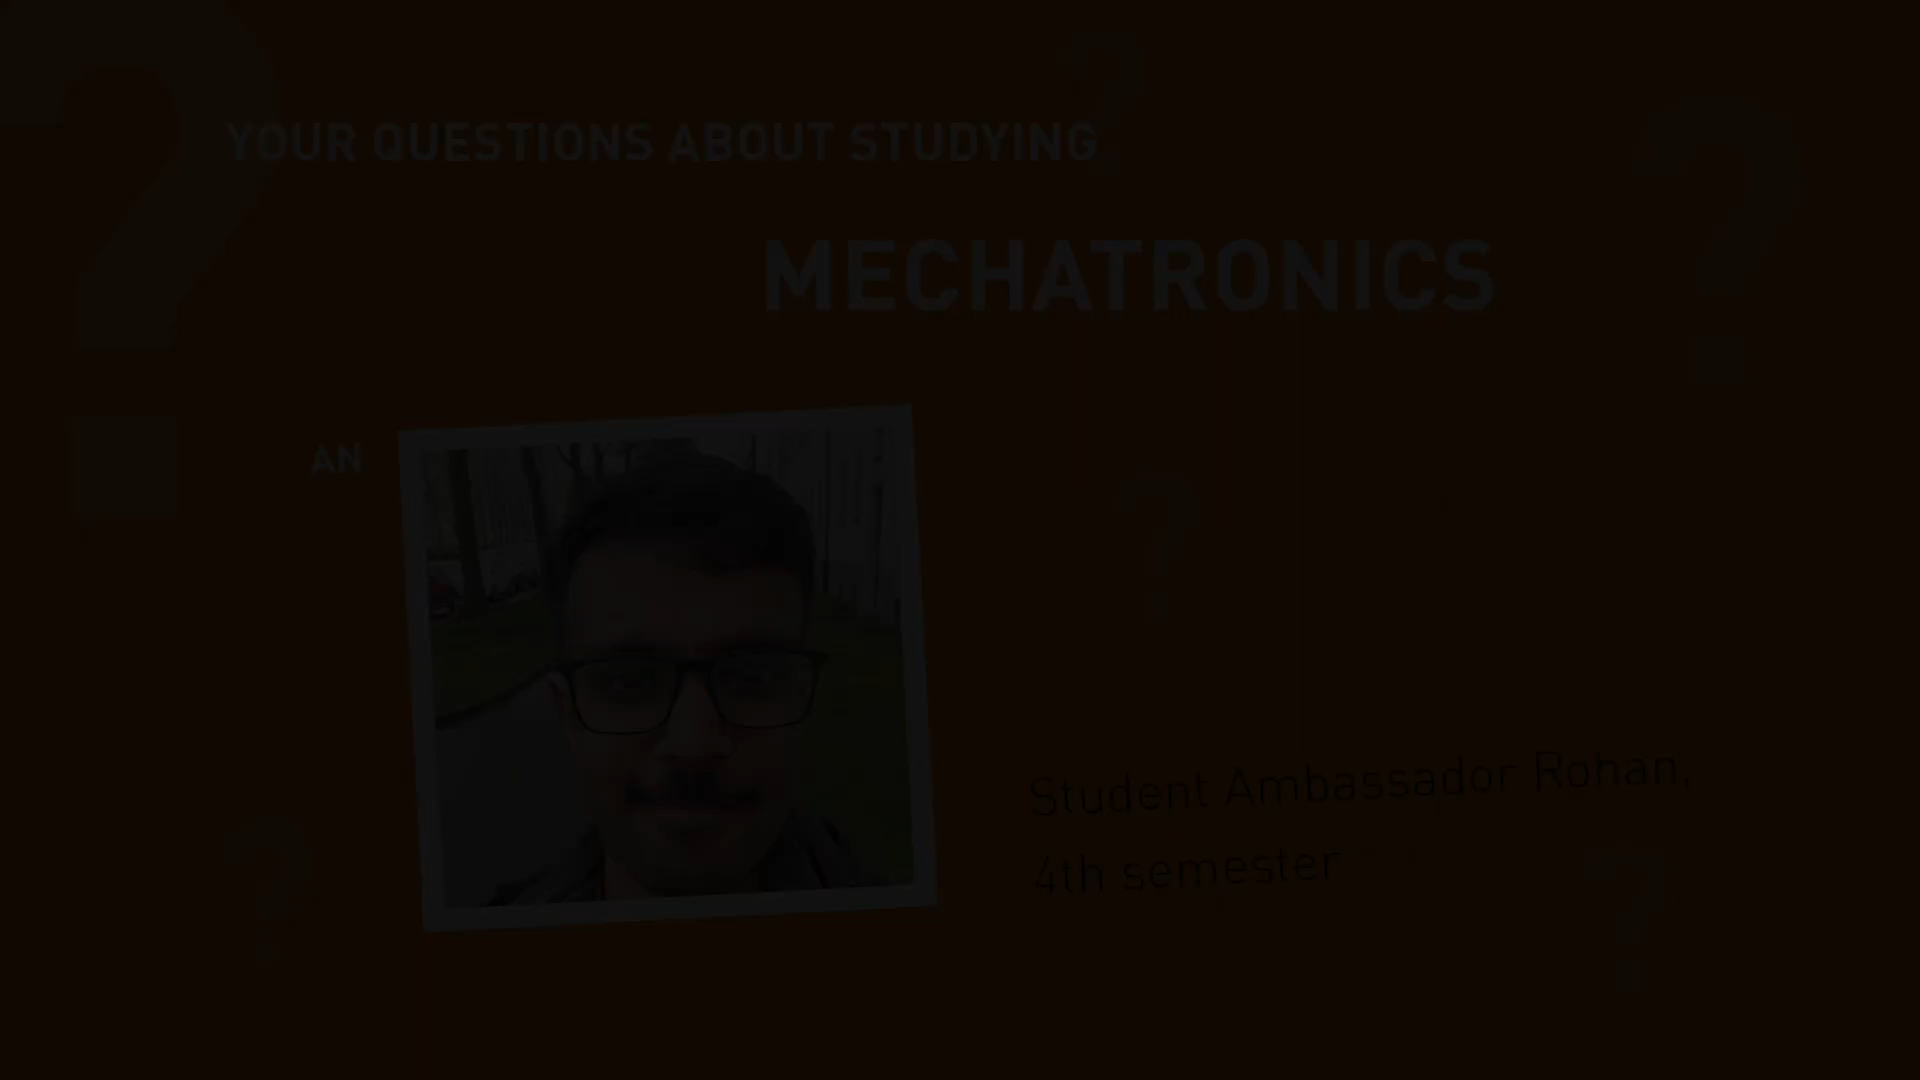 YOUR QUESTIONS ABOUT STUDYING
MECHATRONICS
AN
Student Ambassador Rohan,
4th semester